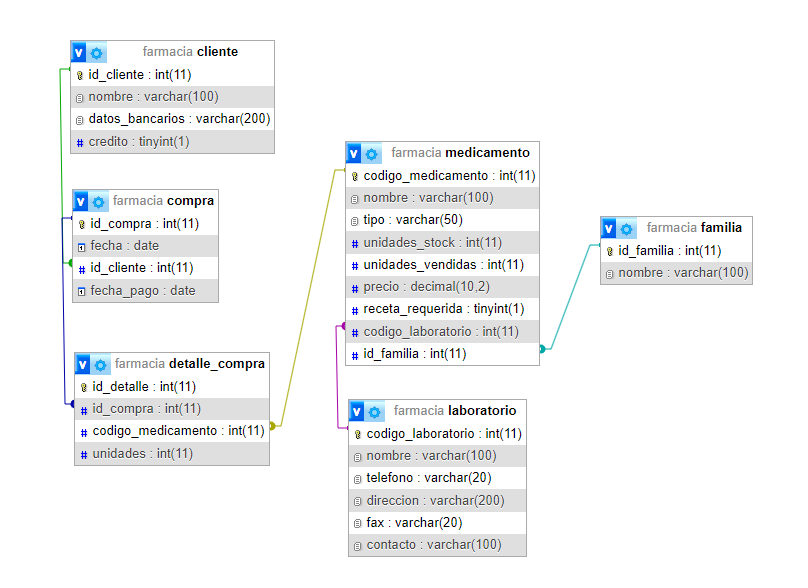 farmacia cliente
id_cliente : int(11)
nombre : varchar(100)
datos_bancarios : varchar(200)
# credito : tinyint(1)
farmacia compra
id_compra : int(11)
fecha : date
# id_cliente : int(11)
fecha_pago : date
farmacia detalle_compra
id_detalle : int(11)
# id_compra : int(11)
# codigo_medicamento : int(11)
# unidades : int(11)
farmacia medicamento
codigo_medicamento : int(11)
nombre : varchar(100)
tipo : varchar(50)
# unidades_stock : int(11)
# unidades_vendidas : int(11)
# precio : decimal(10,2)
# receta_requerida : tinyint(1)
# codigo_laboratorio : int(11)
# id_familia : int(11)
farmacia laboratorio
codigo_laboratorio : int(11)
nombre : varchar(100)
telefono : varchar(20)
direccion : varchar(200)
fax : varchar(20)
contacto : varchar(100)
farmacia familia
id_familia : int(11)
nombre : varchar(100)